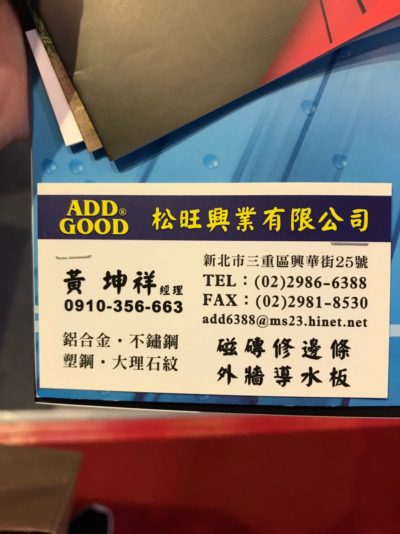 ADD®
GOOD
松旺興業有限公司
新北市三重區興華街25號
黃 坤祥 經理
TEL：(02)2986-6388
0910-356-663
FAX：(02)2981-8530
add6388@ms23.hinet.net
鋁合金・不鏽鋼
塑鋼・大理石紋
磁磚修邊條
外牆導水板